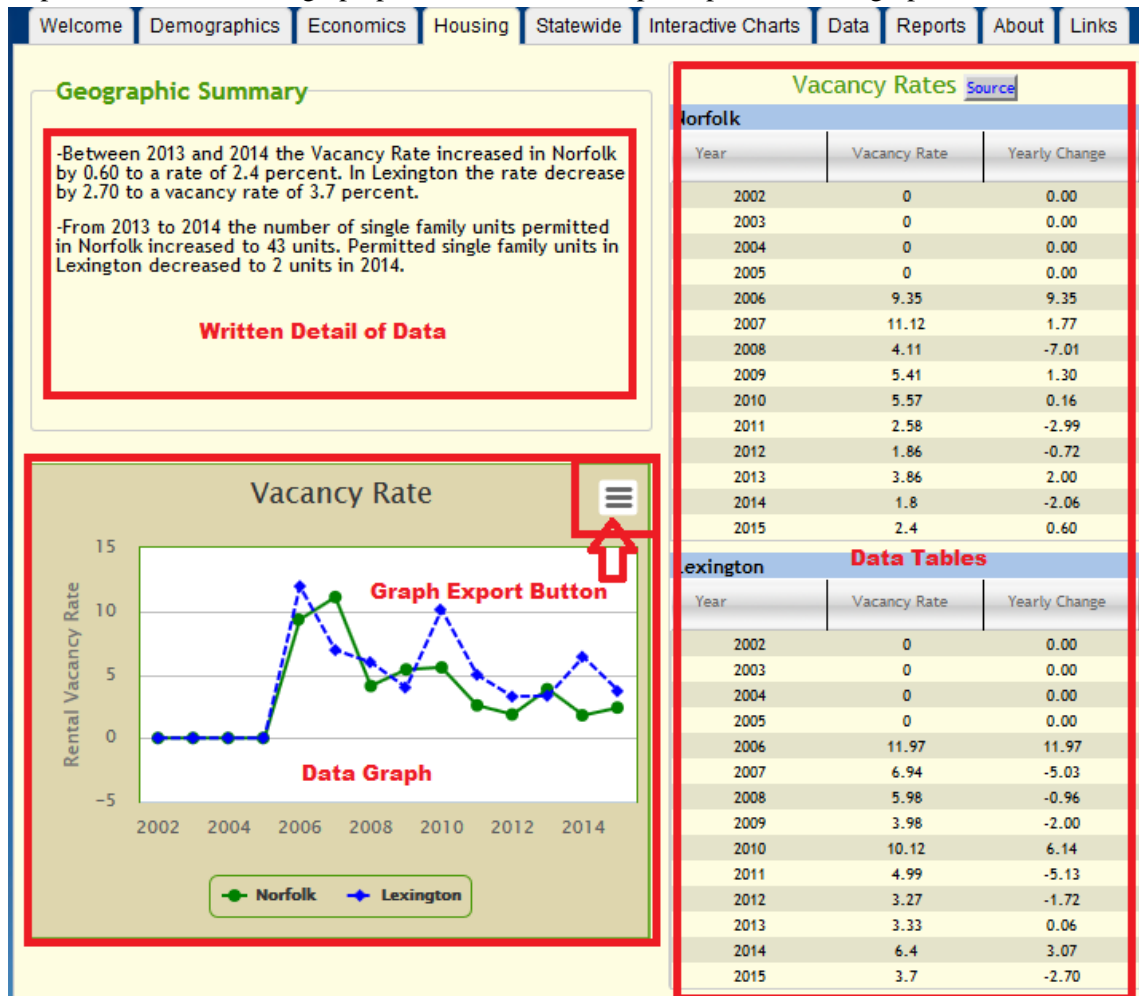 Welcome Demographics Economics Housing Statewide Interactive Charts Data Reports About Links
Geographic Summary
-Between 2013 and 2014 the Vacancy Rate increased in Norfolk
by 0.60 to a rate of 2.4 percent. In Lexington the rate decrease
by 2.70 to a vacancy rate of 3.7 percent.
-From 2013 to 2014 the number of single family units permitted
in Norfolk increased to 43 units. Permitted single family units in
Lexington decreased to 2 units in 2014.
Written Detail of Data
Vacancy Rate
Graph Export Button
Rental Vacancy Rate
15
10
5
0
-5
Data Graph
2002 2004 2006 2008 2010 2012 2014
Norfolk Lexington
Vacancy Rates Source
Norfolk
Year Vacancy Rate Yearly Change
2002 0 0.00
2003 0 0.00
2004 0 0.00
2005 0 0.00
2006 9.35 9.35
2007 11.12 1.77
2008 4.11 -7.01
2009 5.41 1.30
2010 5.57 0.16
2011 2.58 -2.99
2012 1.86 -0.72
2013 3.86 2.00
2014 1.8 -2.06
2015 2.4 0.60
Lexington Data Tables
Year Vacancy Rate Yearly Change
2002 0 0.00
2003 0 0.00
2004 0 0.00
2005 0 0.00
2006 11.97 11.97
2007 6.94 -5.03
2008 5.98 -0.96
2009 3.98 -2.00
2010 10.12 6.14
2011 4.99 -5.13
2012 3.27 -1.72
2013 3.33 0.06
2014 6.4 3.07
2015 3.7 -2.70